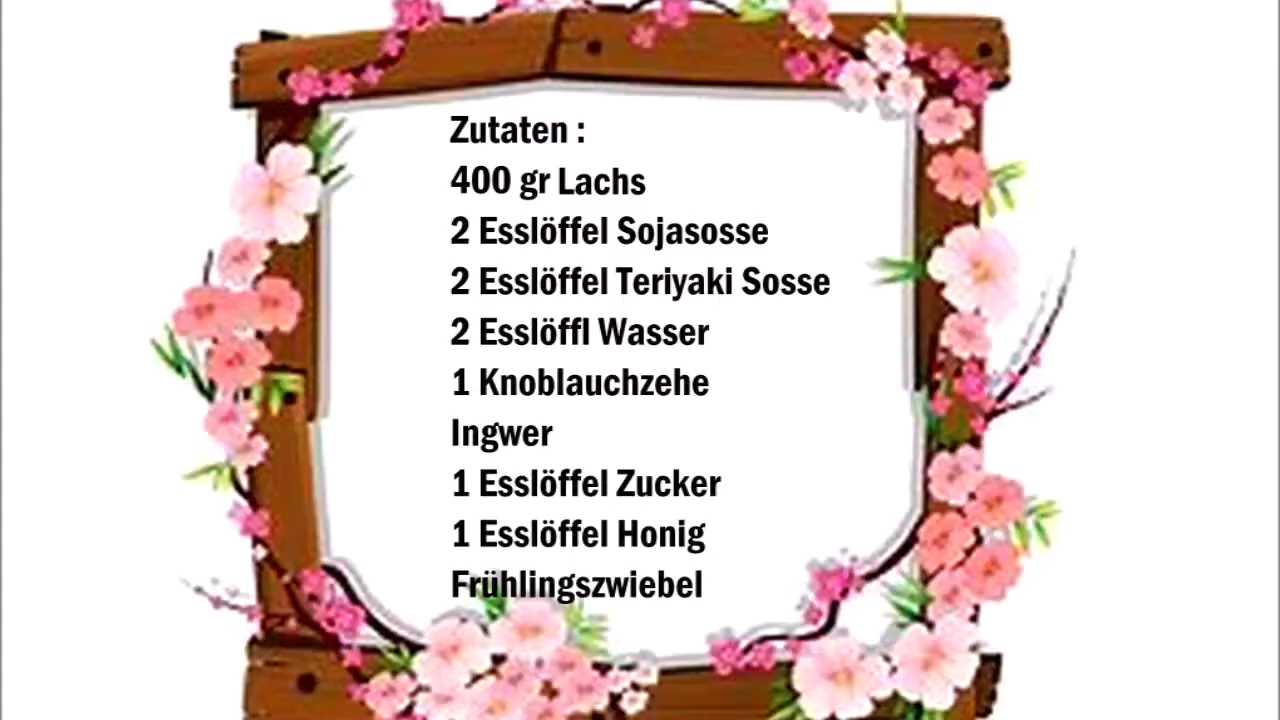 Zutaten :
400 gr Lachs
2 Esslöffel Sojasosse
2 Esslöffel Teriyaki Sosse
2 Esslöffl Wasser
1 Knoblauchzehe
Ingwer
1 Esslöffel Zucker
1 Esslöffel Honig
Frühlingszwiebel